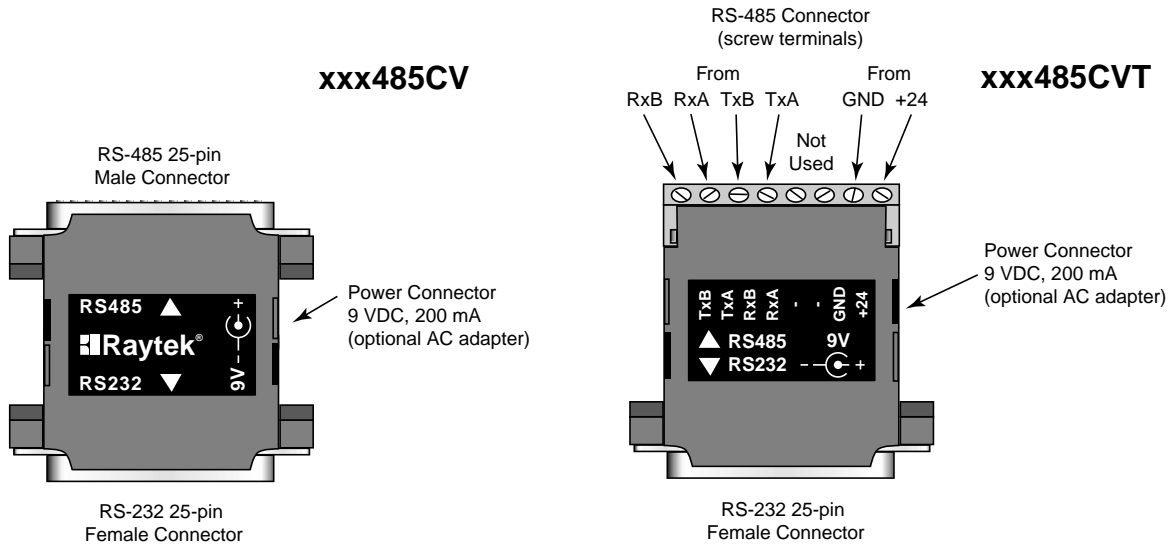 xxx485CV
RS-485 25-pin
Male Connector
RS485
Raytek®
RS232
+
9V
-
Power Connector
9 VDC, 200 mA
(optional AC adapter)
RS-232 25-pin
Female Connector
RS-485 Connector
(screw terminals)
xxx485CVT
From
From
RxB RxA TxB TxA
GND +24
Not
Used
TxB
TxA
RxB
RxA
-
-
GND
+24
RS485
9V
RS232
- +
Power Connector
9 VDC, 200 mA
(optional AC adapter)
RS-232 25-pin
Female Connector